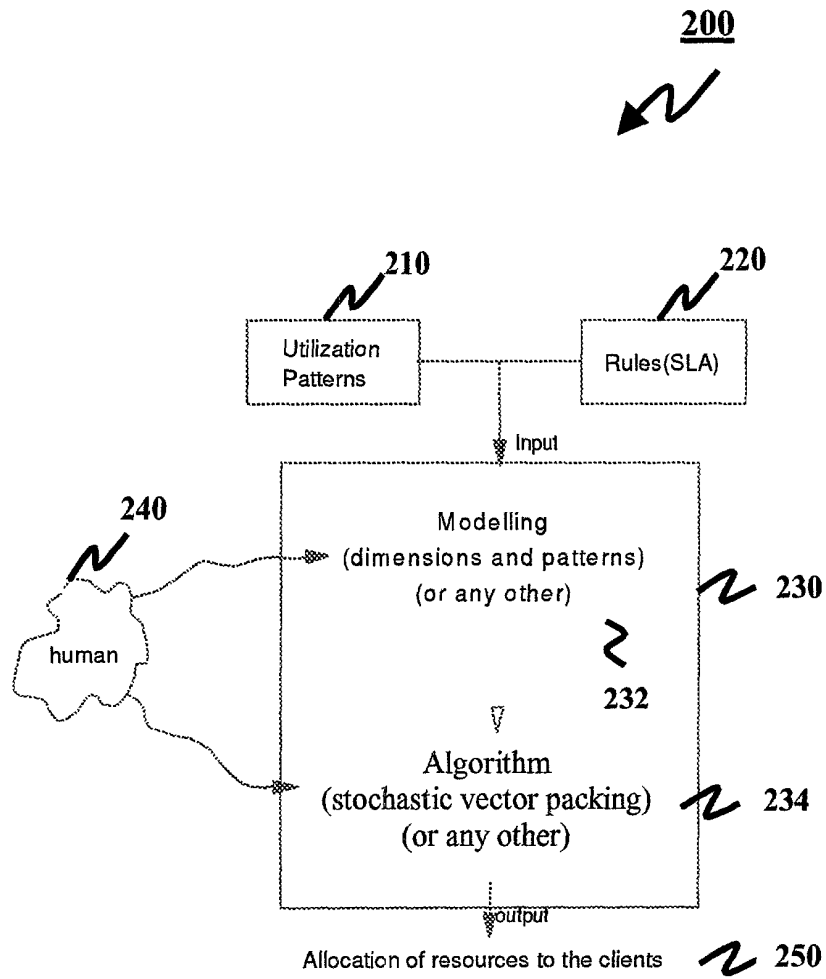 200
210
220
Utilization
Patterns
Rules(SLA)
Input
240
Modelling
(dimensions and patterns)
(or any other)
230
human
232
Algorithm
(stochastic vector packing)
(or any other)
234
output
Allocation of resources to the clients
250